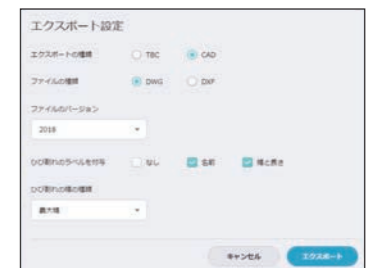 エクスポート設定
エクスポートの種類 TBC CAD
ファイルの種類 DWG DXF
ファイルのバージョン
2018
ひび割れのラベルを付与 なし 名前 幅と長さ
ひび割れの幅の種類
最大幅
キャンセル エクスポート